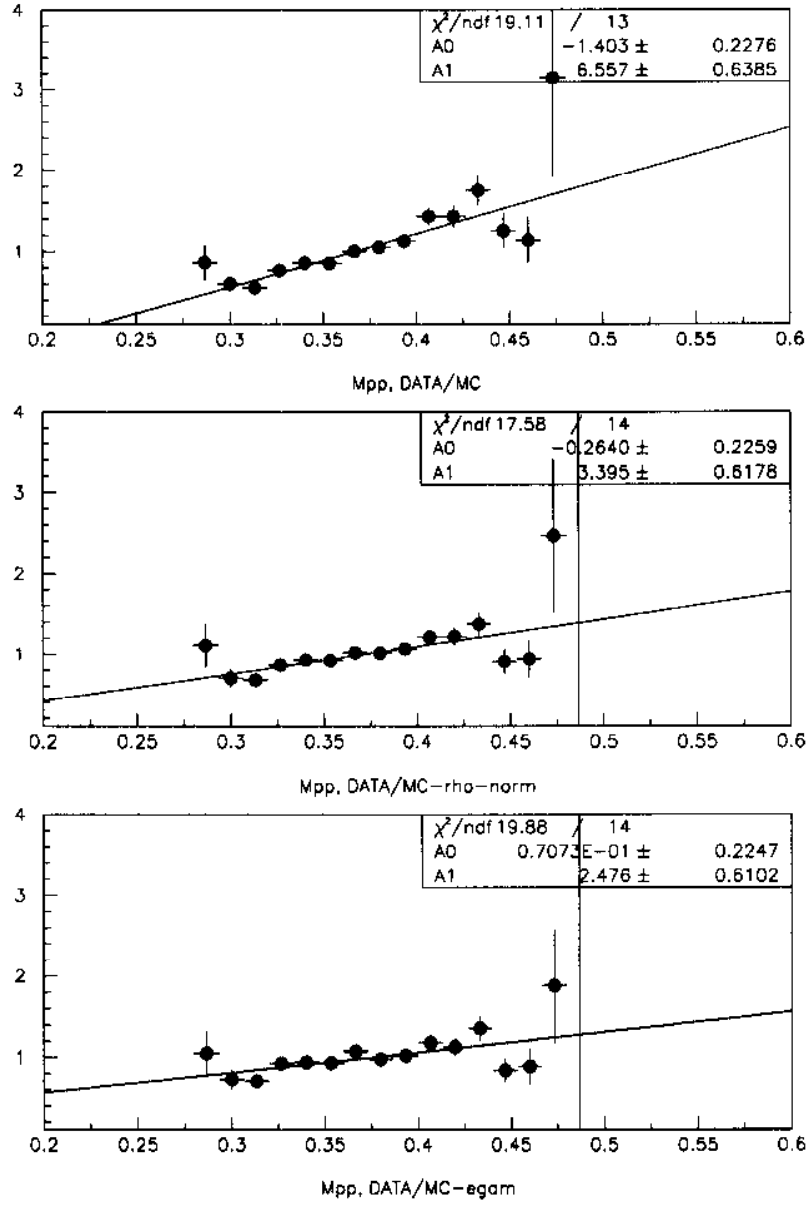 4
χ²/ndf 19.11 / 13
A0 -1.403 ± 0.2276
A1 6.557 ± 0.6385
3
2
1
0.2 0.25 0.3 0.35 0.4 0.45 0.5 0.55 0.6
Mpp, DATA/MC
4
χ²/ndf 17.58 / 14
A0 -0.2640 ± 0.2259
A1 3.395 ± 0.6178
3
2
1
0.2 0.25 0.3 0.35 0.4 0.45 0.5 0.55 0.6
Mpp, DATA/MC-rho-norm
4
χ²/ndf 19.88 / 14
A0 0.7073E-01 ± 0.2247
A1 2.476 ± 0.6102
3
2
1
0.2 0.25 0.3 0.35 0.4 0.45 0.5 0.55 0.6
Mpp, DATA/MC-egam